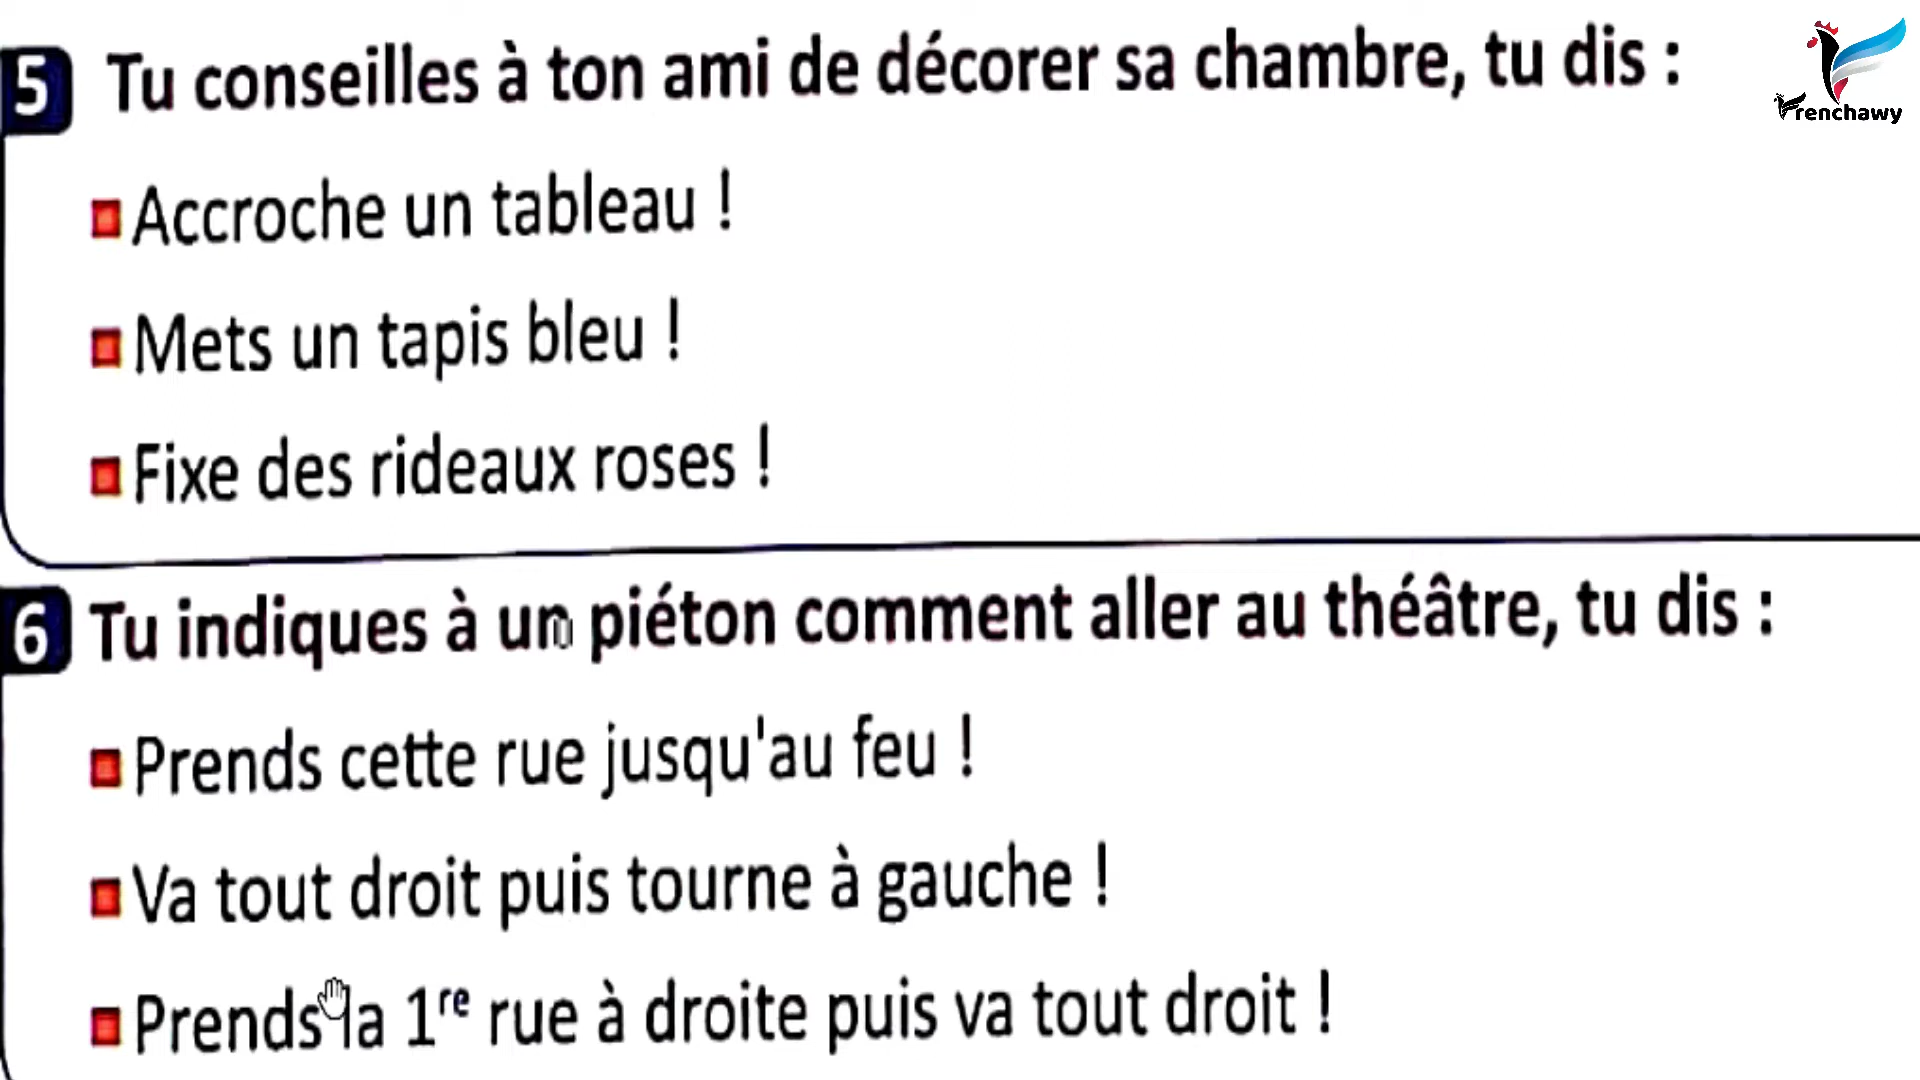 5 Tu conseilles à ton ami de décorer sa chambre, tu dis :
Frenchawy
Accroche un tableau !
Mets un tapis bleu !
Fixe des rideaux roses !
6 Tu indiques à un piéton comment aller au théâtre, tu dis :
Prends cette rue jusqu'au feu !
Va tout droit puis tourne à gauche !
Prends la 1re rue à droite puis va tout droit !